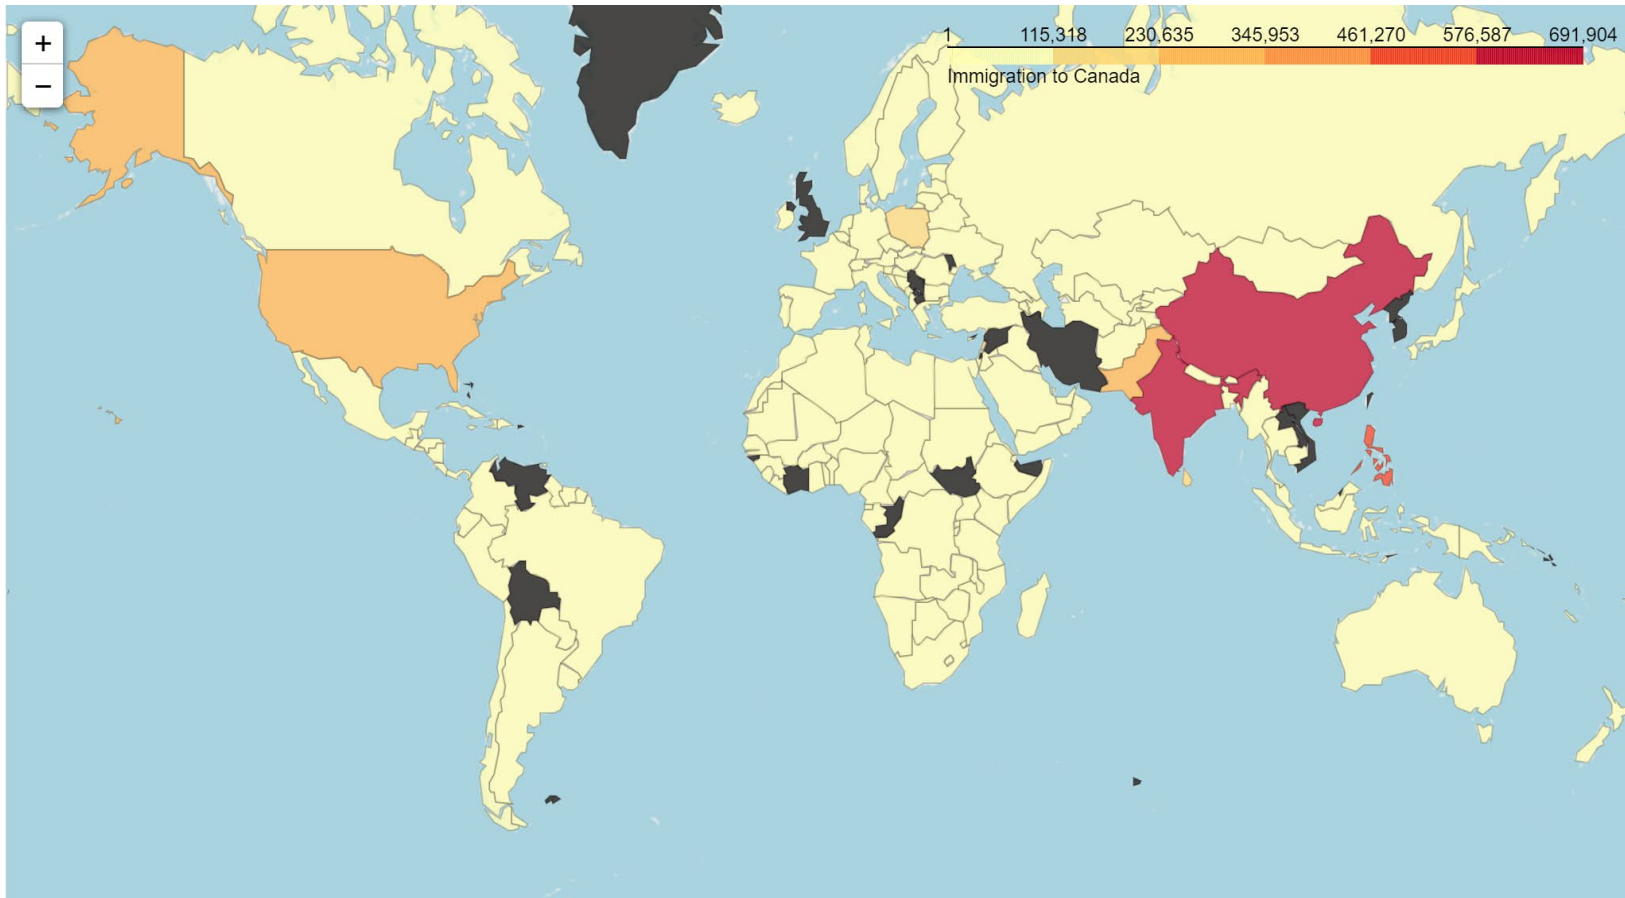 +
−
1 115,318 230,635 345,953 461,270 576,587 691,904
Immigration to Canada